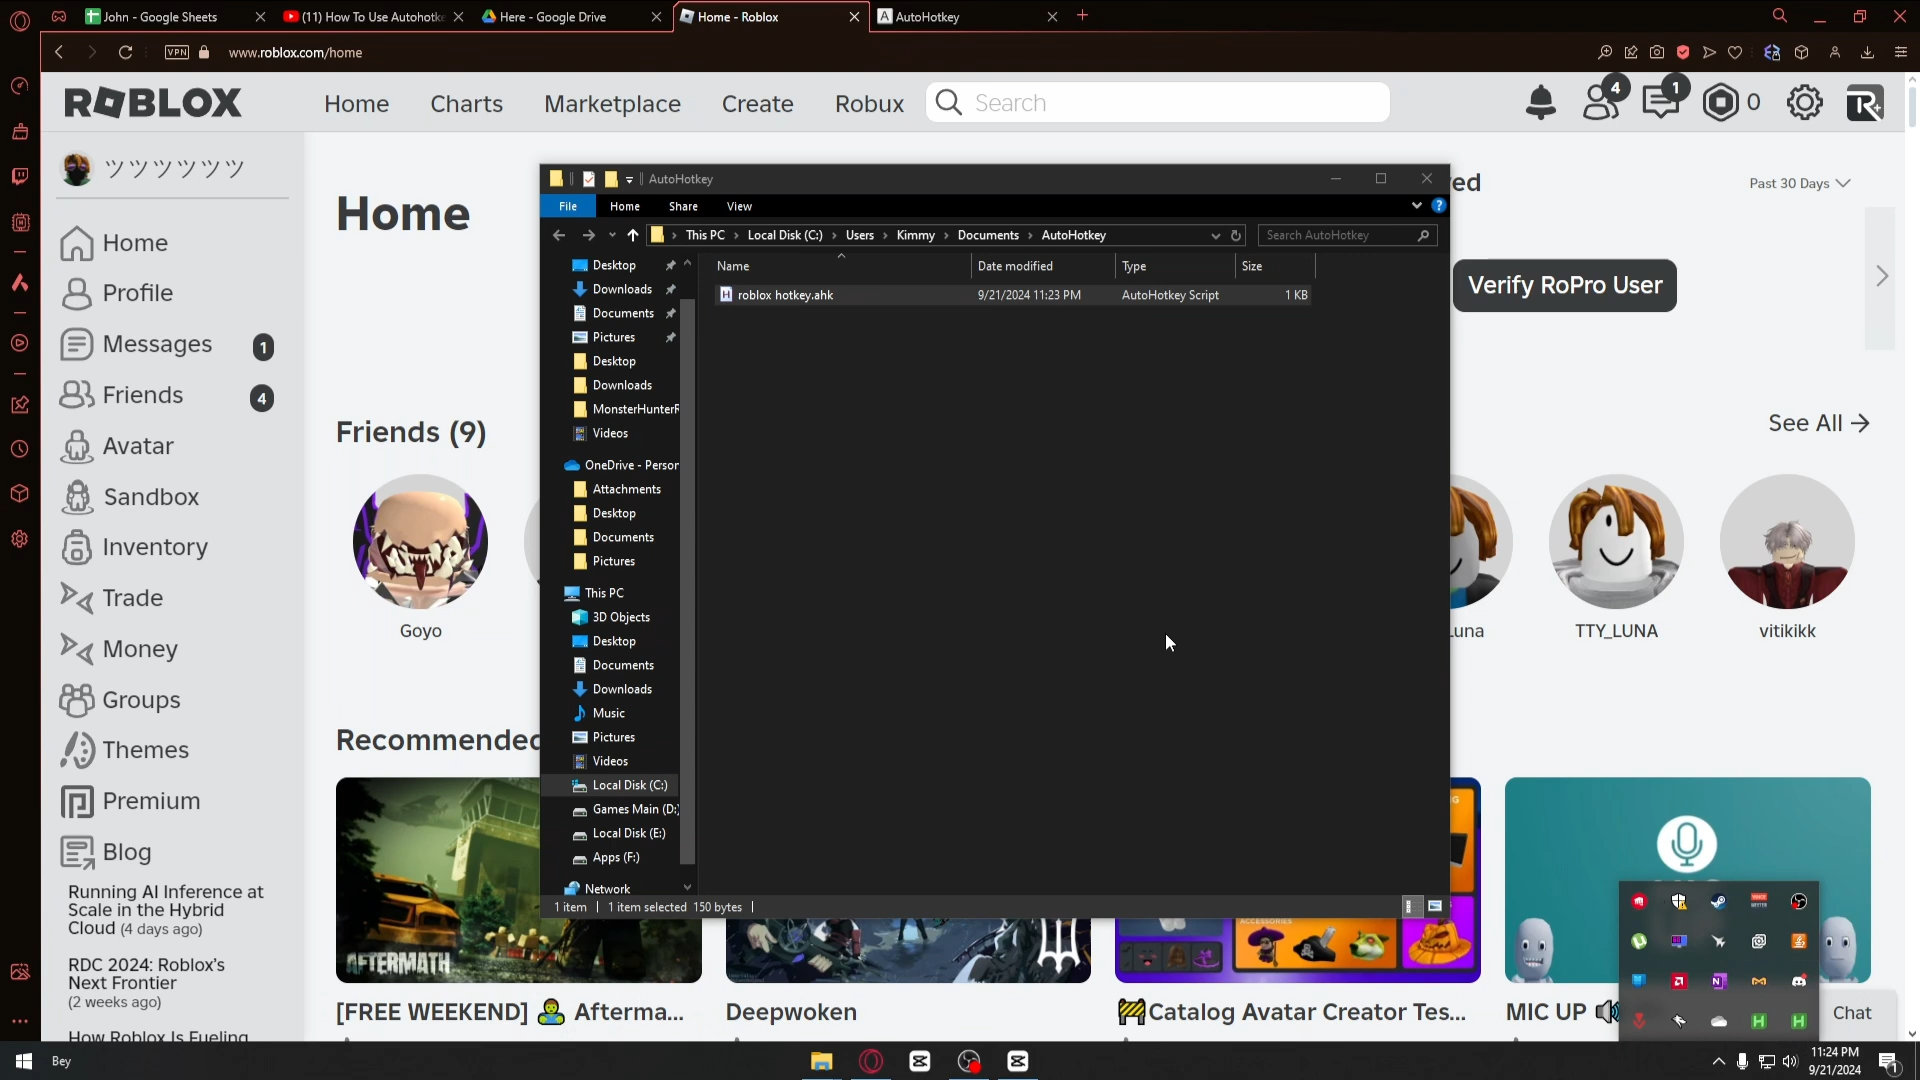 John - Google Sheets
(11) How To Use Autohotke
Here - Google Drive
Home - Roblox
AutoHotkey
VPN
www.roblox.com/home
ROBLOX
Home
Charts
Marketplace
Create
Robux
Search
4
1
0
ツツツツツツ
Home
Profile
Messages
1
Friends
4
Avatar
Sandbox
Inventory
Trade
Money
Groups
Themes
Premium
Blog
Running AI Inference at
Scale in the Hybrid
Cloud (4 days ago)
RDC 2024: Roblox's
Next Frontier
(2 weeks ago)
How Roblox Is Fueling
Home
Past 30 Days
Verify RoPro User
Friends (9)
See All
Goyo
TTY_LUNA
vitikikk
Recommended
AFTERMATH
[FREE WEEKEND] Afterma...
Deepwoken
Catalog Avatar Creator Tes...
MIC UP
ACCESSORIES
Chat
AutoHotkey
File
Home
Share
View
This PC
Local Disk (C:)
Users
Kimmy
Documents
AutoHotkey
Search AutoHotkey
Name
Date modified
Type
Size
roblox hotkey.ahk
9/21/2024 11:23 PM
AutoHotkey Script
1 KB
Desktop
Downloads
Documents
Pictures
Desktop
Downloads
MonsterHunterR
Videos
OneDrive - Person
Attachments
Desktop
Documents
Pictures
This PC
3D Objects
Desktop
Documents
Downloads
Music
Pictures
Videos
Local Disk (C:)
Games Main (D:)
Local Disk (E:)
Apps (F:)
Network
1 item
1 item selected 150 bytes
Bey
11:24 PM
9/21/2024
1